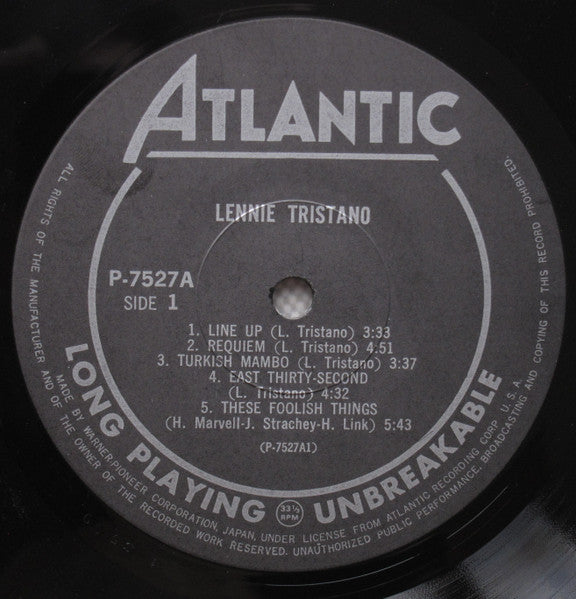 ATLANTIC
LENNIE TRISTANO
P-7527A
SIDE 1
1. LINE UP (L. Tristano) 3:33
2. REQUIEM (L. Tristano) 4:51
3. TURKISH MAMBO (L. Tristano) 3:37
4. EAST THIRTY-SECOND
(L. Tristano) 4:32
5. THESE FOOLISH THINGS
(H. Marvell-J. Strachey-H. Link) 5:43
(P-7527A1)
LONG PLAYING UNBREAKABLE
33⅓
RPM
ALL RIGHTS OF THE MANUFACTURER AND OF THE OWNER OF THE RECORDED WORK RESERVED. UNAUTHORIZED PUBLIC PERFORMANCE, BROADCASTING AND COPYING OF THIS RECORD PROHIBITED.
MADE BY WARNER/PIONEER CORPORATION, JAPAN, UNDER LICENSE FROM ATLANTIC RECORDING CORP. U.S.A.